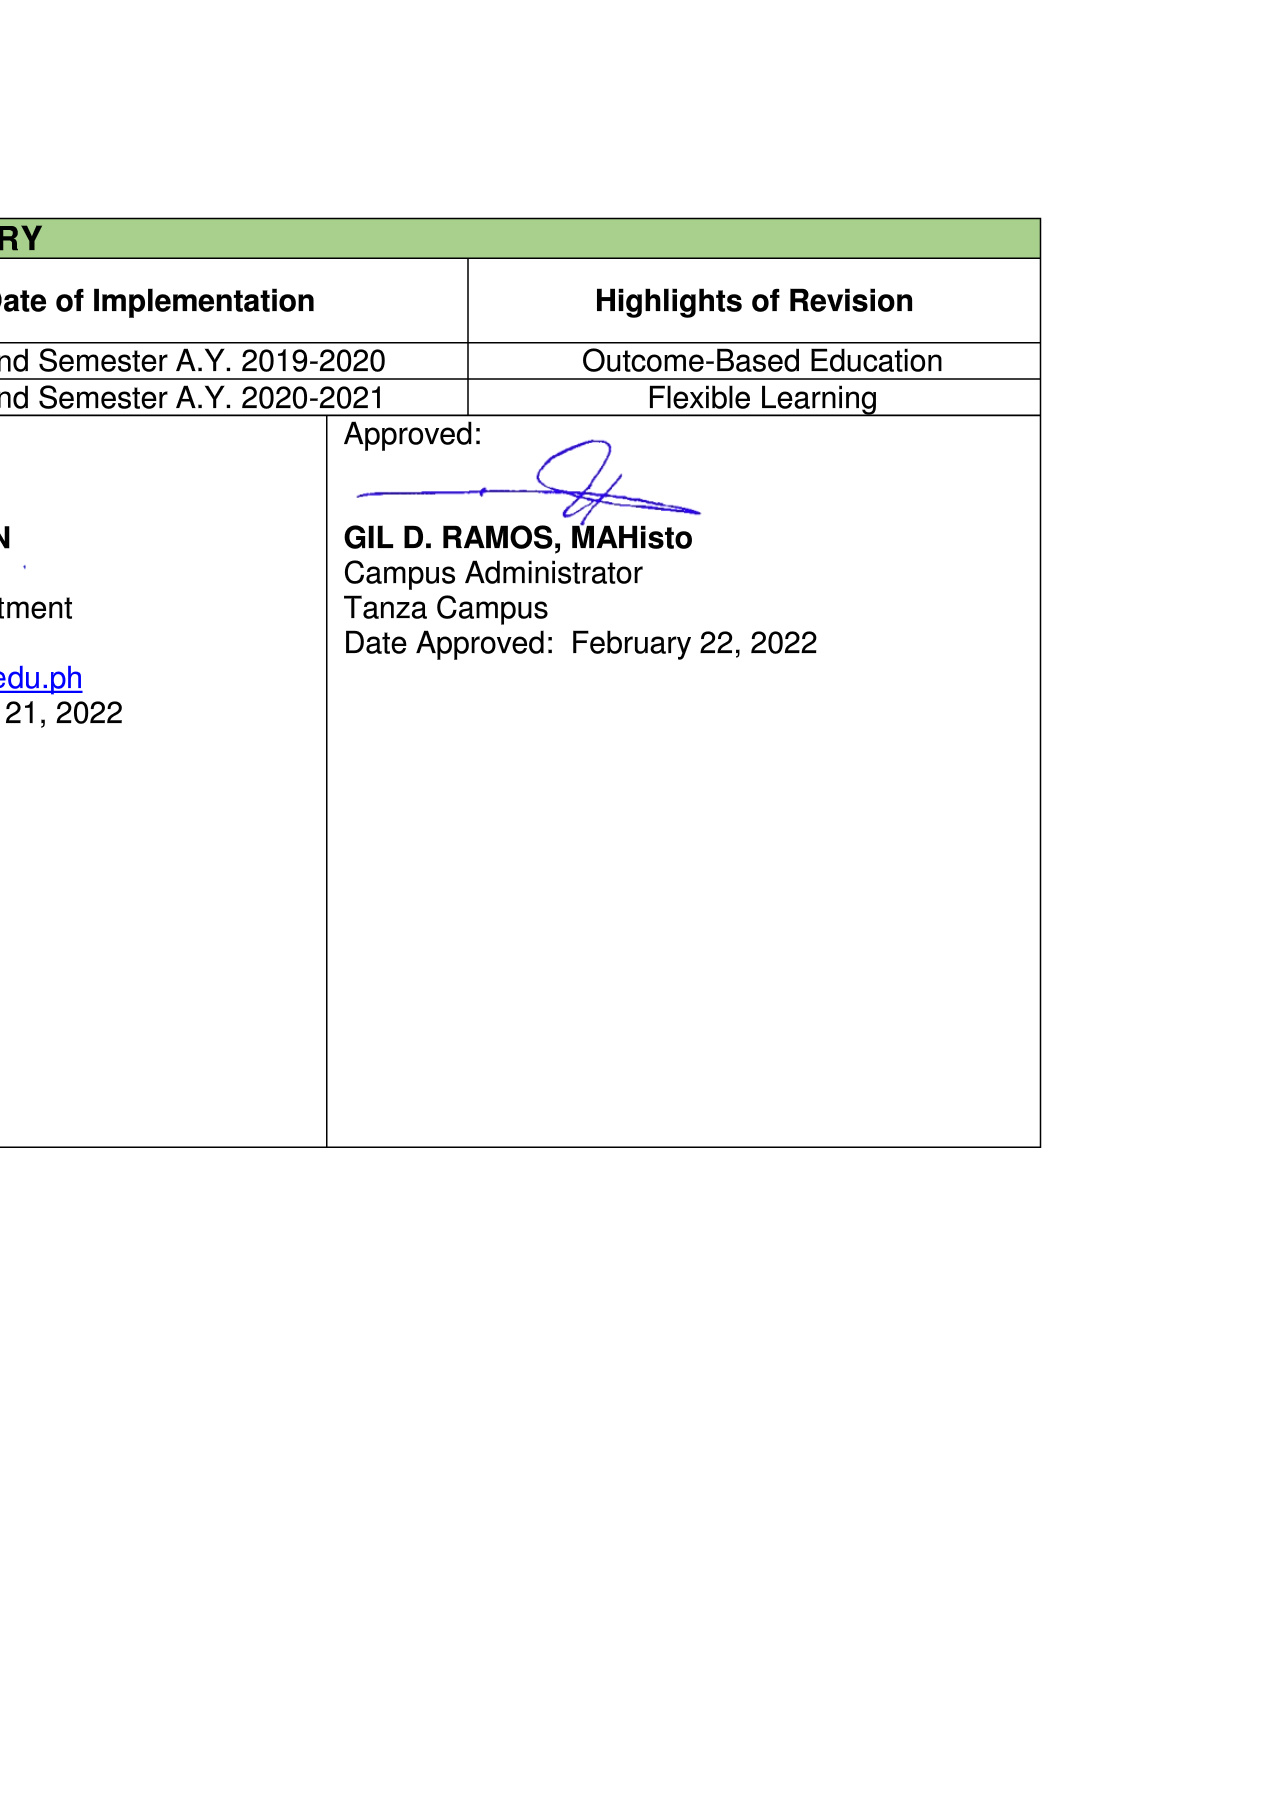 RY
ate of Implementation Highlights of Revision
nd Semester A.Y. 2019-2020 Outcome-Based Education
nd Semester A.Y. 2020-2021 Flexible Learning
Approved:
N
tment
edu.ph
21, 2022
GIL D. RAMOS, MAHisto
Campus Administrator
Tanza Campus
Date Approved: February 22, 2022